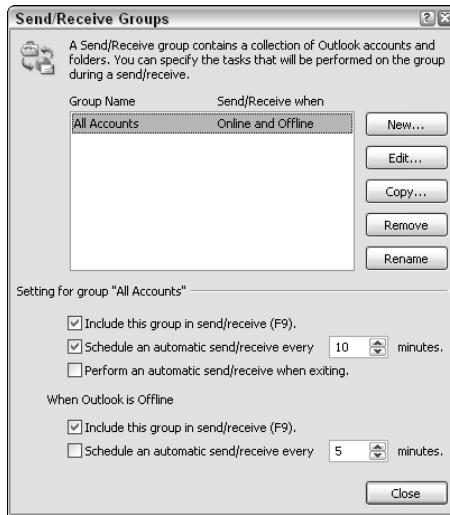 Send/Receive Groups
A Send/Receive group contains a collection of Outlook accounts and
folders. You can specify the tasks that will be performed on the group
during a send/receive.
Group Name Send/Receive when
All Accounts Online and Offline
New...
Edit...
Copy...
Remove
Rename
Setting for group "All Accounts"
Include this group in send/receive (F9).
Schedule an automatic send/receive every 10 minutes.
Perform an automatic send/receive when exiting.
When Outlook is Offline
Include this group in send/receive (F9).
Schedule an automatic send/receive every 5 minutes.
Close